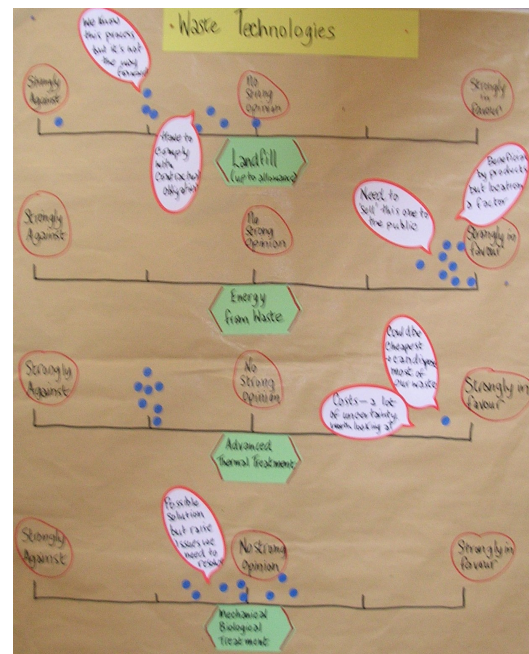 Waste Technologies
We know
this process
but it's not
the way
forward
Strongly
Against
No
Strong
Opinion
Strongly
in
favour
Have to
comply
with
contractual
obligation
Landfill
(up to allowance)
Need to
"sell" this one to
the public
Beneficial
by products
but location
a factor
Strongly
Against
No
Strong
Opinion
Strongly in
favour
Energy
from Waste
Could be
cheapest
most of
our waste
Costs - a lot
of uncertainty
worth looking at
Strongly
Against
No
Strong
Opinion
Strongly in
favour
Advanced
Thermal Treatment
Possible
solution
but raise
issues we
need to
resolve
Strongly
Against
No strong
Opinion
Strongly in
favour
Mechanical
Biological
Treatment